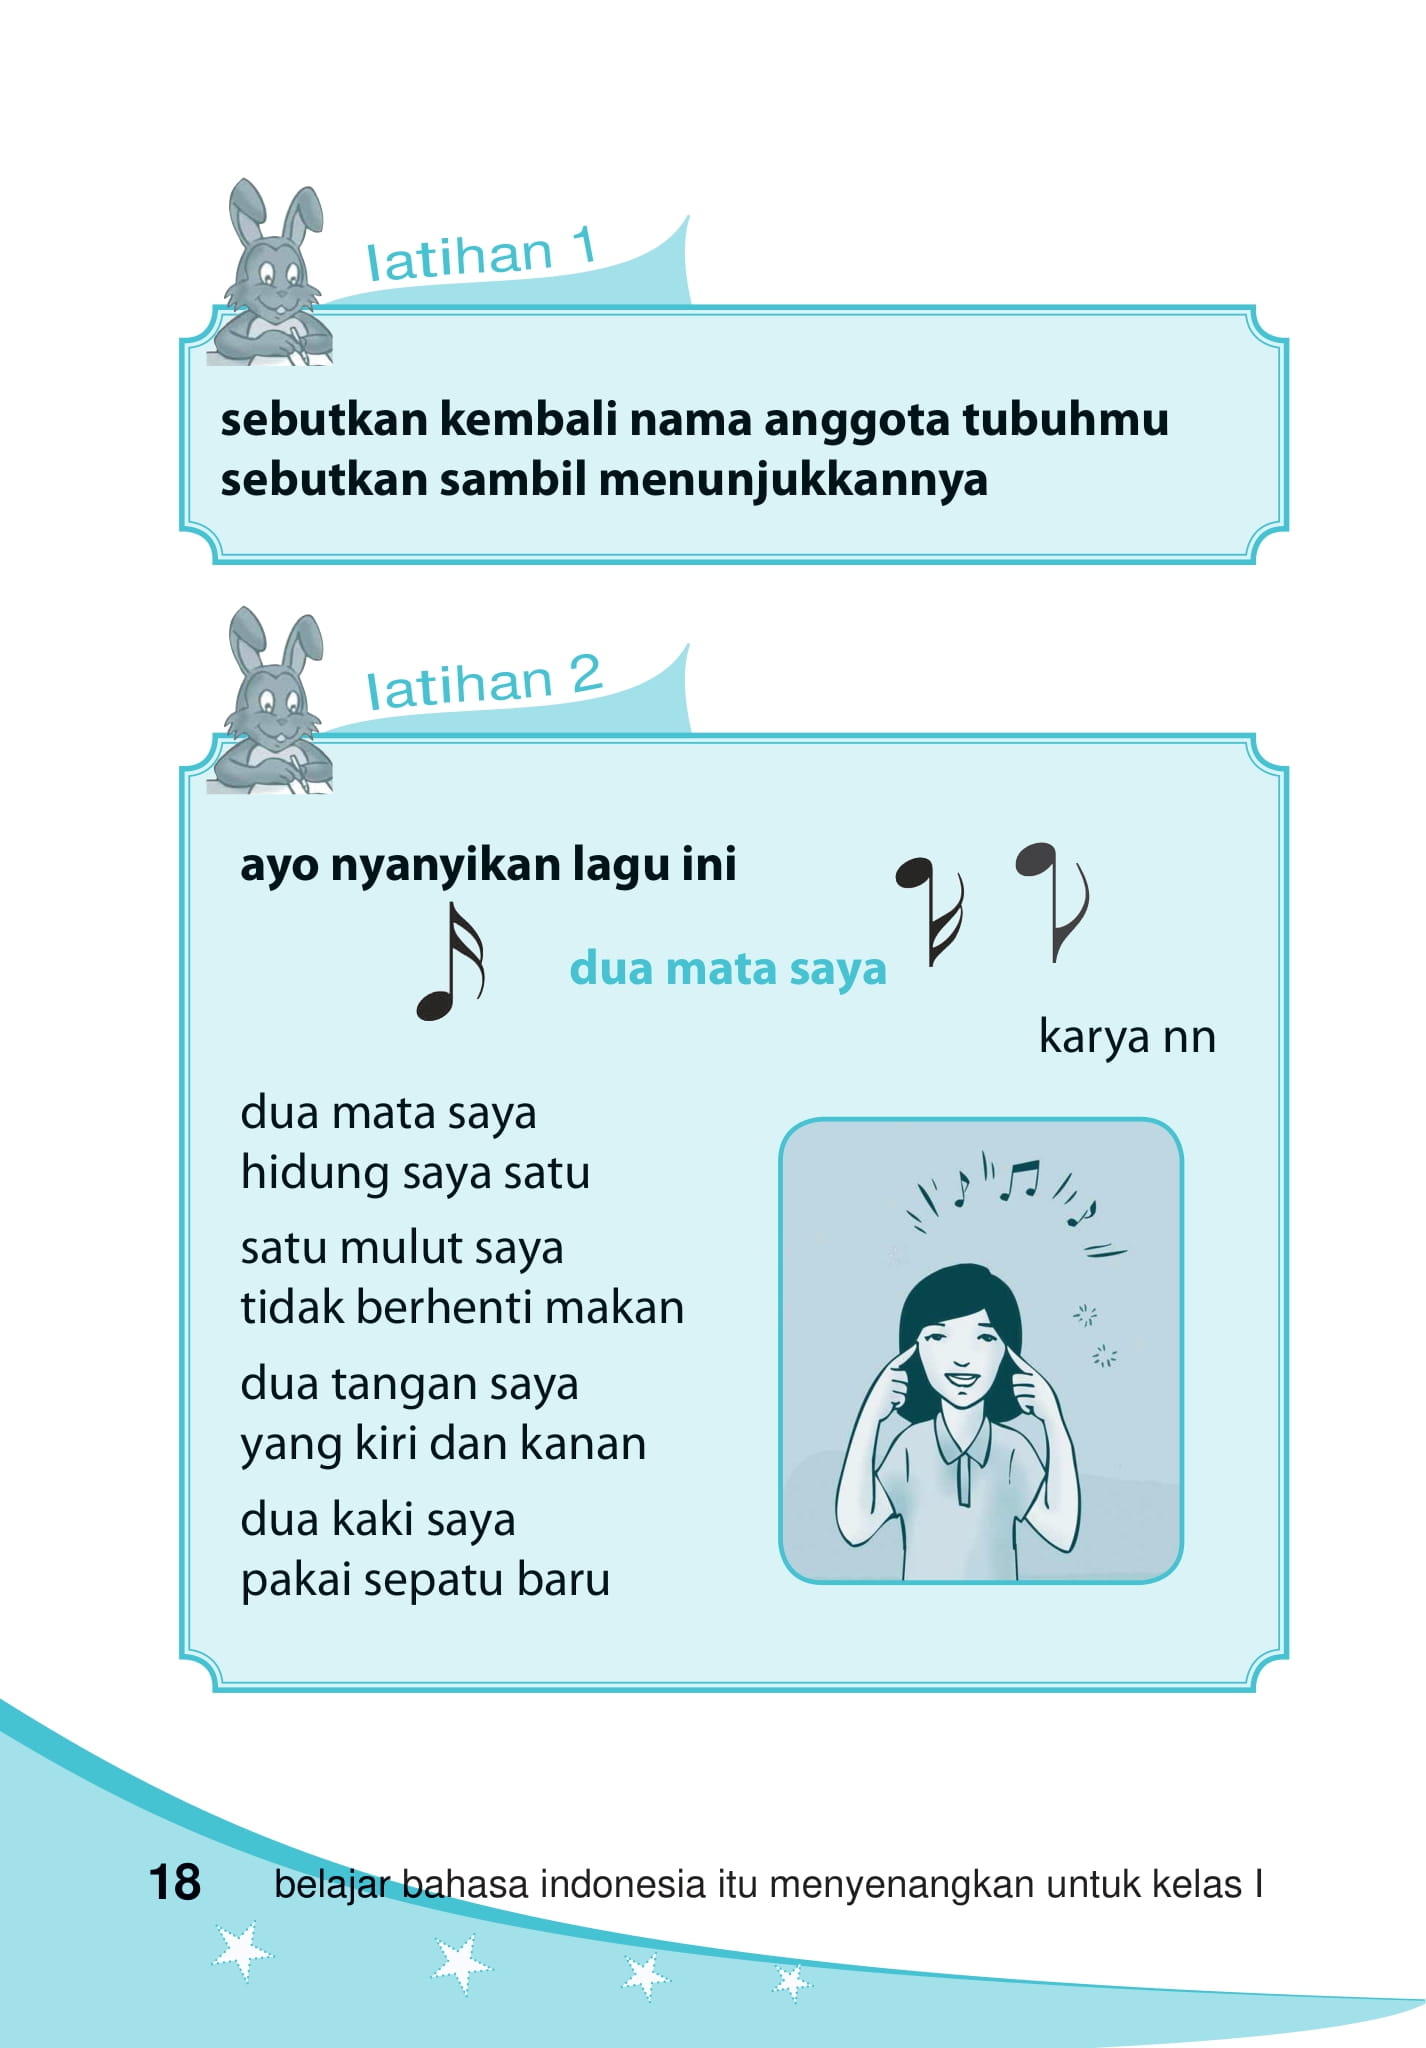 latihan 1
sebutkan kembali nama anggota tubuhmu
sebutkan sambil menunjukkannya
latihan 2
ayo nyanyikan lagu ini
dua mata saya
karya nn
dua mata saya
hidung saya satu
satu mulut saya
tidak berhenti makan
dua tangan saya
yang kiri dan kanan
dua kaki saya
pakai sepatu baru
18 belajar bahasa indonesia itu menyenangkan untuk kelas I